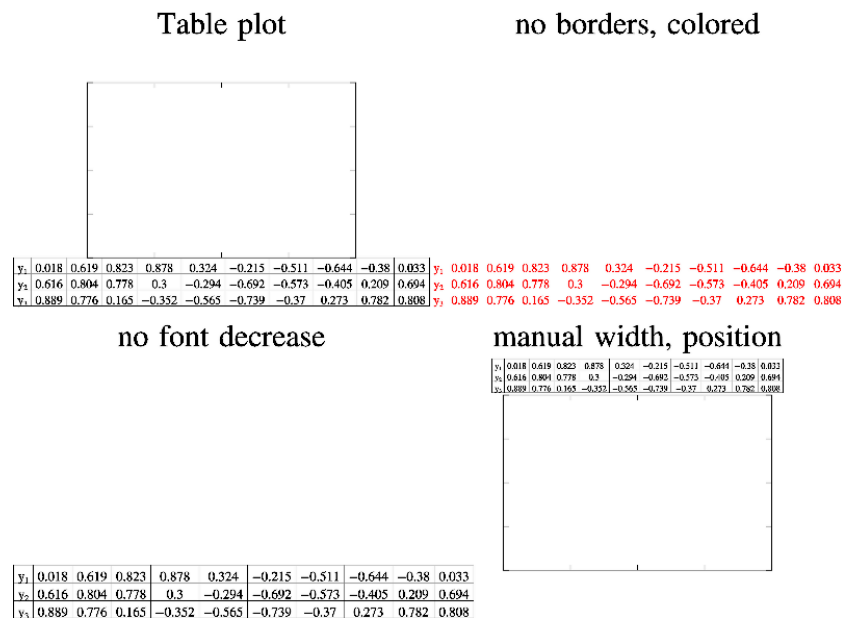 Table plot
no borders, colored
y₁ 0.018 0.619 0.823 0.878 0.324 −0.215 −0.511 −0.644 −0.38 0.033
y₂ 0.616 0.804 0.778 0.3 −0.294 −0.692 −0.573 −0.405 0.209 0.694
y₃ 0.889 0.776 0.165 −0.352 −0.565 −0.739 −0.37 0.273 0.782 0.808
y₁ 0.018 0.619 0.823 0.878 0.324 −0.215 −0.511 −0.644 −0.38 0.033
y₂ 0.616 0.804 0.778 0.3 −0.294 −0.692 −0.573 −0.405 0.209 0.694
y₃ 0.889 0.776 0.165 −0.352 −0.565 −0.739 −0.37 0.273 0.782 0.808
no font decrease
manual width, position
y₁ 0.018 0.619 0.823 0.878 0.324 −0.215 −0.511 −0.644 −0.38 0.033
y₂ 0.616 0.804 0.778 0.3 −0.294 −0.692 −0.573 −0.405 0.209 0.694
y₃ 0.889 0.776 0.165 −0.352 −0.565 −0.739 −0.37 0.273 0.782 0.808
y₁ 0.018 0.619 0.823 0.878 0.324 −0.215 −0.511 −0.644 −0.38 0.033
y₂ 0.616 0.804 0.778 0.3 −0.294 −0.692 −0.573 −0.405 0.209 0.694
y₃ 0.889 0.776 0.165 −0.352 −0.565 −0.739 −0.37 0.273 0.782 0.808